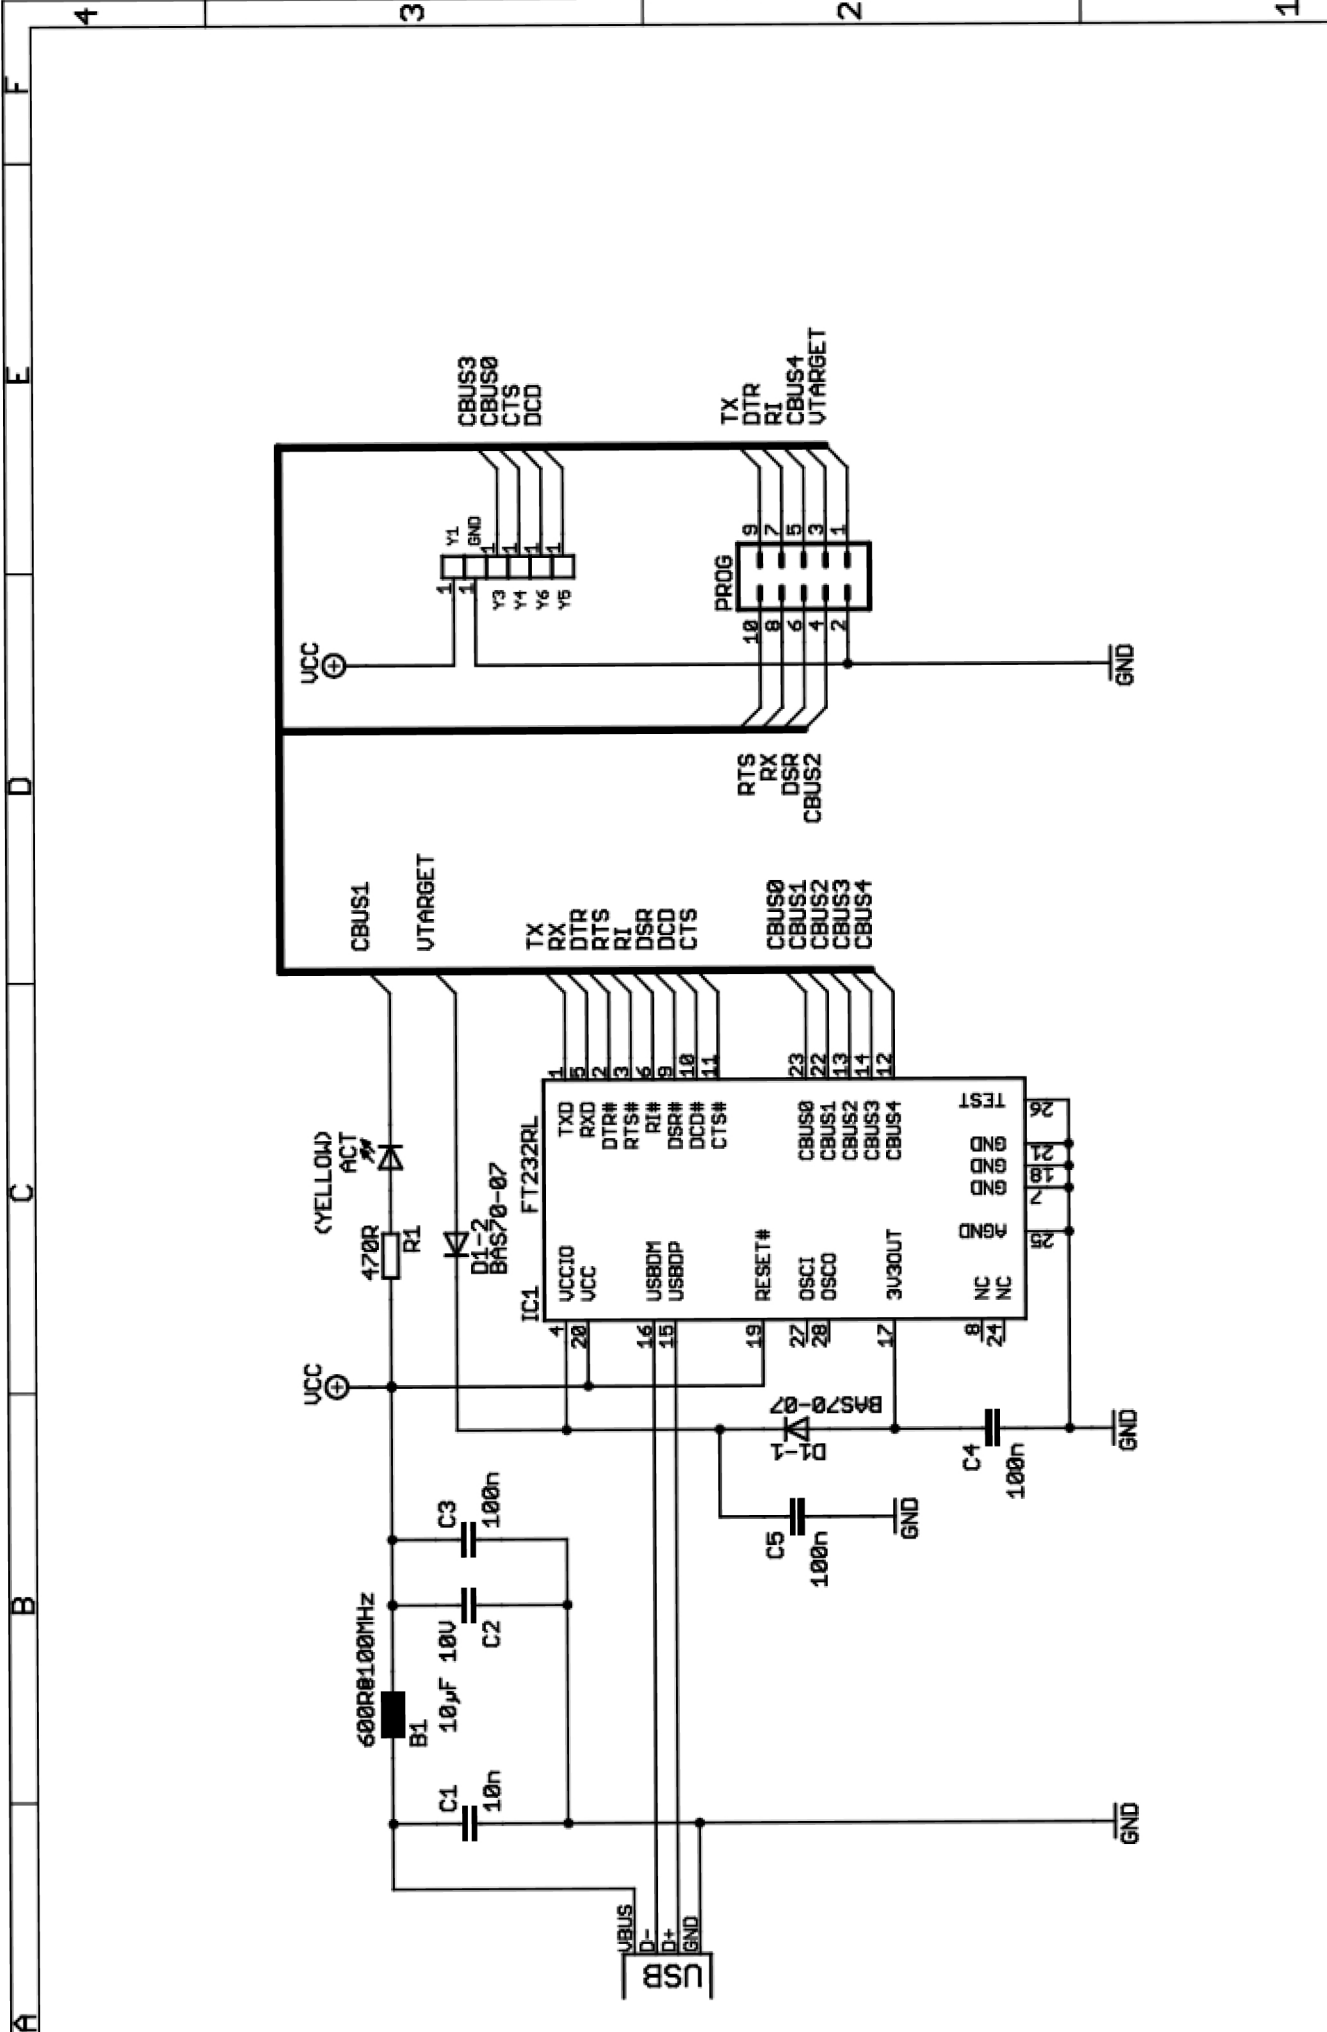 4
3
2
1
F
E
D
C
B
A
CBUS3
CBUS0
CTS
DCD
TX
DTR
RI
CBUS4
VTARGET
Y1
GND
1
1
1
1
1
1
Y3
Y4
Y6
Y5
VCC
PROG
9
7
5
3
1
10
8
6
4
2
GND
RTS
RX
DSR
CBUS2
CBUS1
VTARGET
TX
RX
DTR
RTS
RI
DSR
DCD
CTS
CBUS0
CBUS1
CBUS2
CBUS3
CBUS4
(YELLOW)
ACT
470R
R1
D1-2
BAS70-07
IC1
FT232RL
1
5
2
3
6
9
10
11
23
22
13
14
12
TXD
RXD
DTR#
RTS#
RI#
DSR#
DCD#
CTS#
CBUS0
CBUS1
CBUS2
CBUS3
CBUS4
TEST
GND
GND
GND
AGND
26
21
18
7
25
VCCIO
VCC
USBDM
USBDP
RESET#
OSCI
OSCO
3V3OUT
NC
NC
4
20
16
15
19
27
28
17
8
24
VCC
BAS70-07
D1-1
C4
100n
GND
C5
100n
GND
C3
100n
10µF 10V
C2
600R@100MHz
B1
C1
10n
GND
VBUS
D-
D+
GND
USB